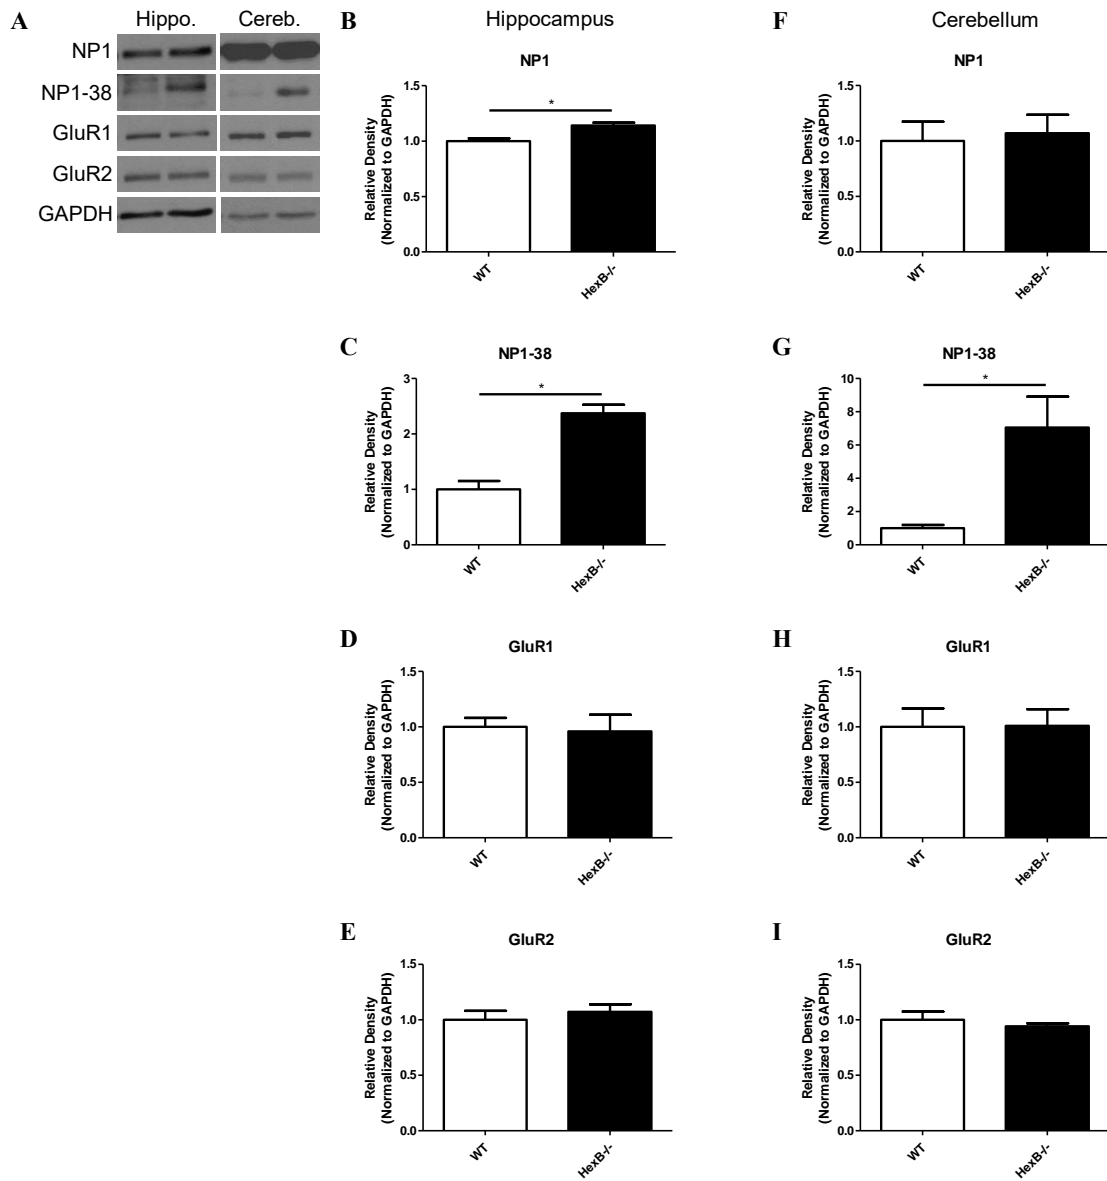 A
Hippo. Cereb.
NP1
NP1-38
GluR1
GluR2
GAPDH
B
Hippocampus
NP1
Relative Density
(Normalized to GAPDH)
1.5
1.0
0.5
0.0
*
WT
HexB-/-
C
NP1-38
Relative Density
(Normalized to GAPDH)
3
2
1
0
*
WT
HexB-/-
D
GluR1
Relative Density
(Normalized to GAPDH)
1.5
1.0
0.5
0.0
WT
HexB-/-
E
GluR2
Relative Density
(Normalized to GAPDH)
1.5
1.0
0.5
0.0
WT
HexB-/-
F
Cerebellum
NP1
Relative Density
(Normalized to GAPDH)
1.5
1.0
0.5
0.0
WT
HexB-/-
G
NP1-38
Relative Density
(Normalized to GAPDH)
10
8
6
4
2
0
*
WT
HexB-/-
H
GluR1
Relative Density
(Normalized to GAPDH)
1.5
1.0
0.5
0.0
WT
HexB-/-
I
GluR2
Relative Density
(Normalized to GAPDH)
1.5
1.0
0.5
0.0
WT
HexB-/-